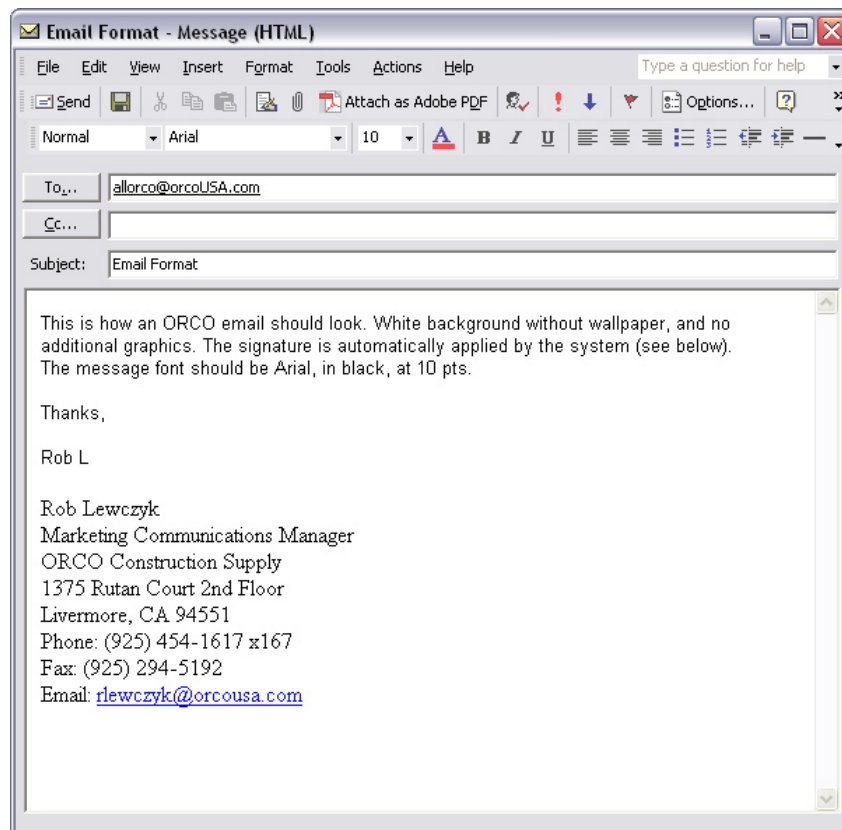 Email Format - Message (HTML)
File Edit View Insert Format Tools Actions Help Type a question for help
Send Attach as Adobe PDF Options...
Normal Arial 10 A B I U
To... allorco@orcoUSA.com
Cc...
Subject: Email Format
This is how an ORCO email should look. White background without wallpaper, and no
additional graphics. The signature is automatically applied by the system (see below).
The message font should be Arial, in black, at 10 pts.
Thanks,
Rob L
Rob Lewczyk
Marketing Communications Manager
ORCO Construction Supply
1375 Rutan Court 2nd Floor
Livermore, CA 94551
Phone: (925) 454-1617 x167
Fax: (925) 294-5192
Email: rlewczyk@orcousa.com